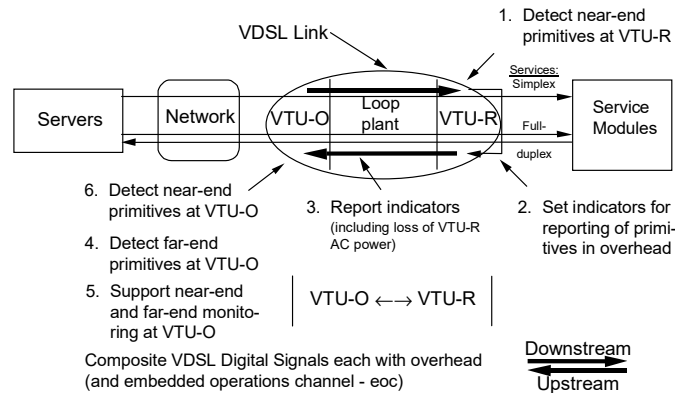 VDSL Link
1. Detect near-end
primitives at VTU-R
Services:
Simplex
Servers
Network
VTU-O
Loop
plant
VTU-R
Full-
duplex
Service
Modules
6. Detect near-end
primitives at VTU-O
4. Detect far-end
primitives at VTU-O
5. Support near-end
and far-end monito-
ring at VTU-O
3. Report indicators
(including loss of VTU-R
AC power)
2. Set indicators for
reporting of primi-
tives in overhead
VTU-O ←→ VTU-R
Composite VDSL Digital Signals each with overhead
(and embedded operations channel - eoc)
Downstream
Upstream